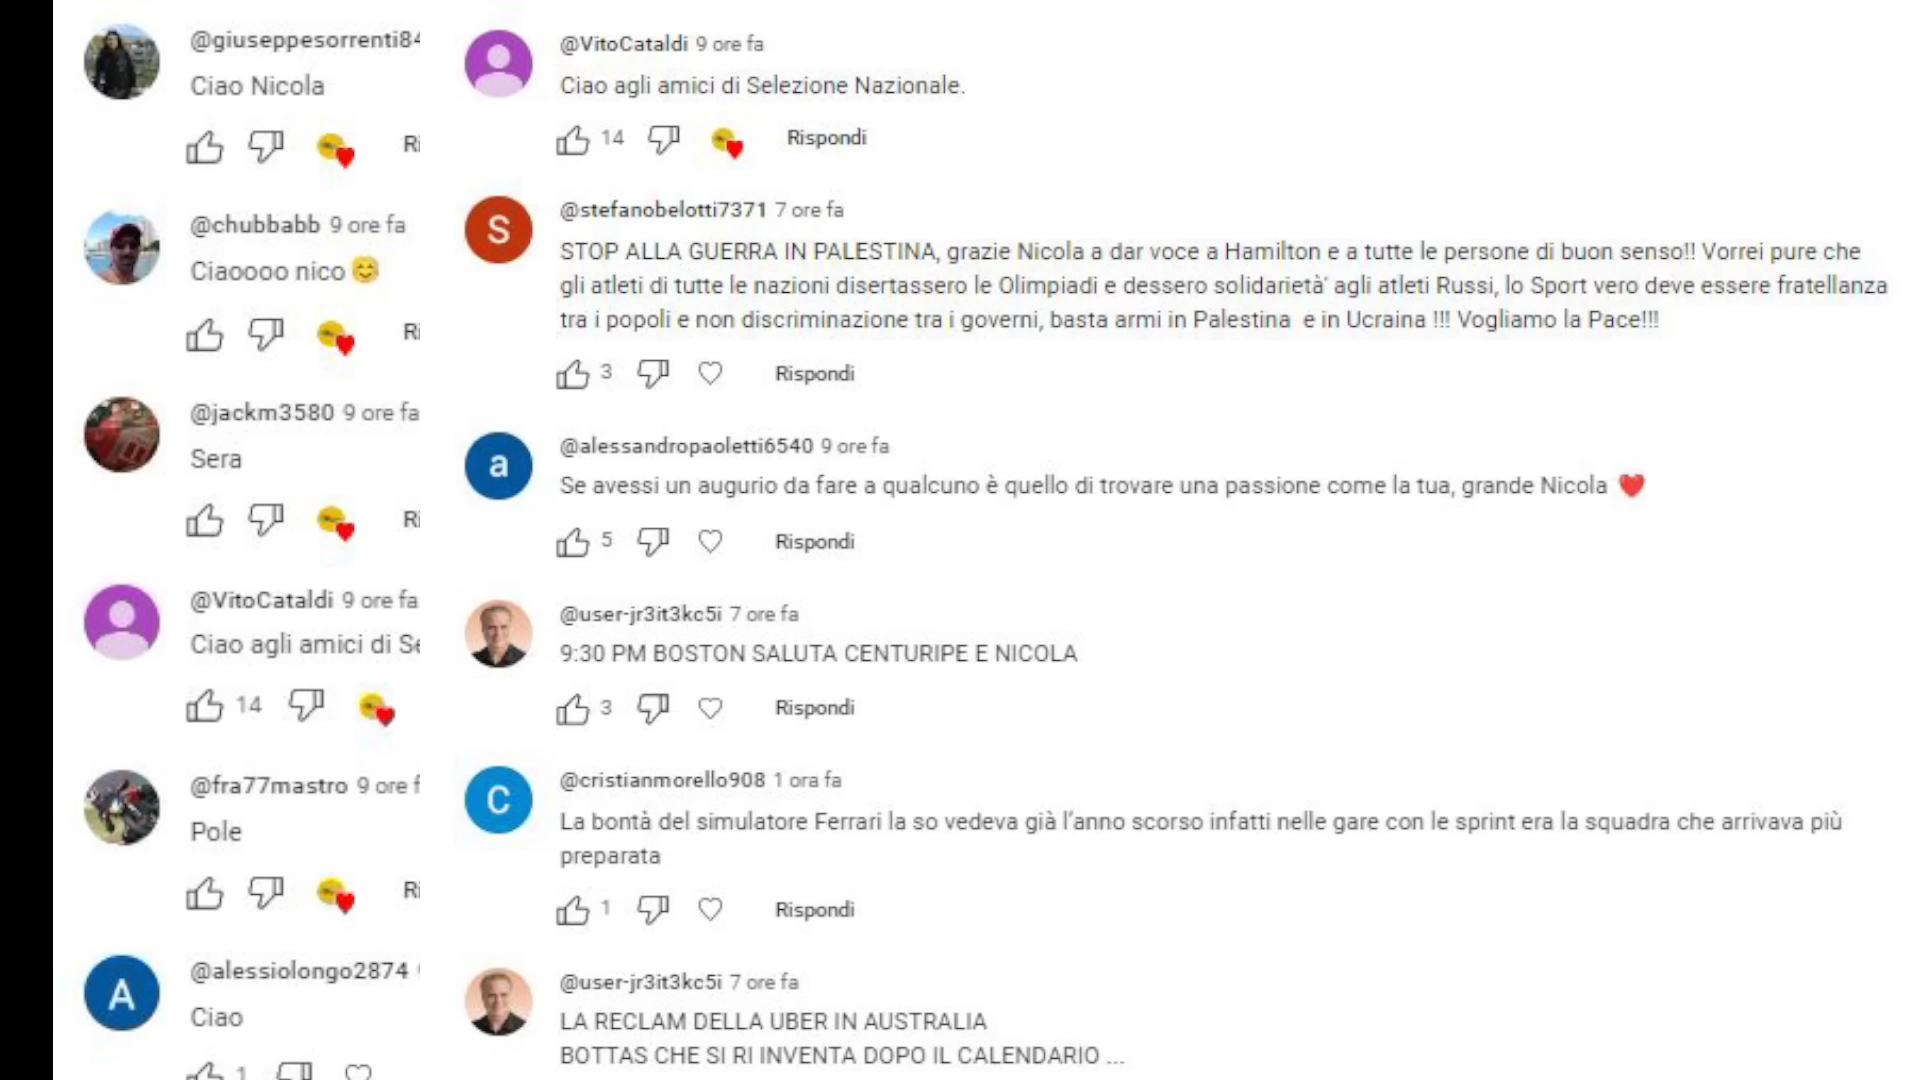 @giuseppesorrenti84
Ciao Nicola
Ri
@chubbabb 9 ore fa
Ciaoooo nico 😊
Ri
@jackm3580 9 ore fa
Sera
Ri
@VitoCataldi 9 ore fa
Ciao agli amici di Se
14
@fra77mastro 9 ore f
Pole
Ri
A
@alessiolongo2874
Ciao
1
@VitoCataldi 9 ore fa
Ciao agli amici di Selezione Nazionale.
14 Rispondi
S
@stefanobelotti7371 7 ore fa
STOP ALLA GUERRA IN PALESTINA, grazie Nicola a dar voce a Hamilton e a tutte le persone di buon senso!! Vorrei pure che
gli atleti di tutte le nazioni disertassero le Olimpiadi e dessero solidarietà' agli atleti Russi, lo Sport vero deve essere fratellanza
tra i popoli e non discriminazione tra i governi, basta armi in Palestina e in Ucraina !!! Vogliamo la Pace!!!
3 Rispondi
a
@alessandropaoletti6540 9 ore fa
Se avessi un augurio da fare a qualcuno è quello di trovare una passione come la tua, grande Nicola ❤️
5 Rispondi
@user-jr3it3kc5i 7 ore fa
9:30 PM BOSTON SALUTA CENTURIPE E NICOLA
3 Rispondi
C
@cristianmorello908 1 ora fa
La bontà del simulatore Ferrari la so vedeva già l'anno scorso infatti nelle gare con le sprint era la squadra che arrivava più
preparata
1 Rispondi
@user-jr3it3kc5i 7 ore fa
LA RECLAM DELLA UBER IN AUSTRALIA
BOTTAS CHE SI RI INVENTA DOPO IL CALENDARIO ...